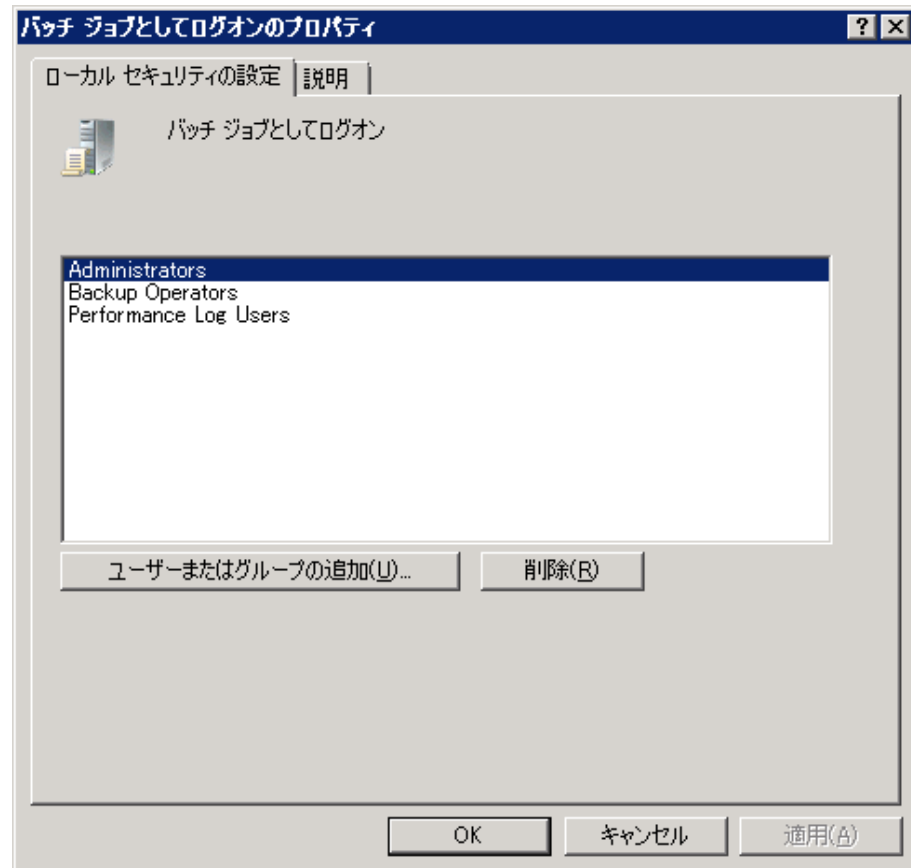 バッチ ジョブとしてログオンのプロパティ
ローカル セキュリティの設定 説明
バッチ ジョブとしてログオン
Administrators
Backup Operators
Performance Log Users
ユーザーまたはグループの追加(U)... 削除(R)
OK キャンセル 適用(A)